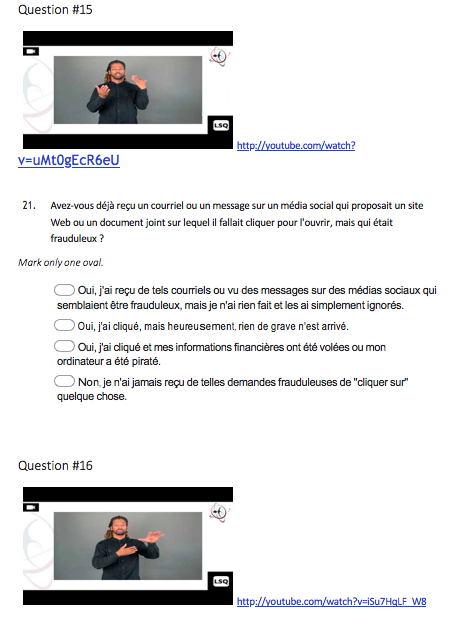 Question #15
LSQ
http://youtube.com/watch?
v=uMt0gEcR6eU
21. Avez-vous déjà reçu un courriel ou un message sur un média social qui proposait un site
Web ou un document joint sur lequel il fallait cliquer pour l'ouvrir, mais qui était
frauduleux ?
Mark only one oval.
Oui, j'ai reçu de tels courriels ou vu des messages sur des médias sociaux qui
semblaient être frauduleux, mais je n'ai rien fait et les ai simplement ignorés.
Oui, j'ai cliqué, mais heureusement, rien de grave n'est arrivé.
Oui, j'ai cliqué et mes informations financières ont été volées ou mon
ordinateur a été piraté.
Non, je n'ai jamais reçu de telles demandes frauduleuses de "cliquer sur"
quelque chose.
Question #16
LSQ
http://youtube.com/watch?v=iSu7HqLF_W8